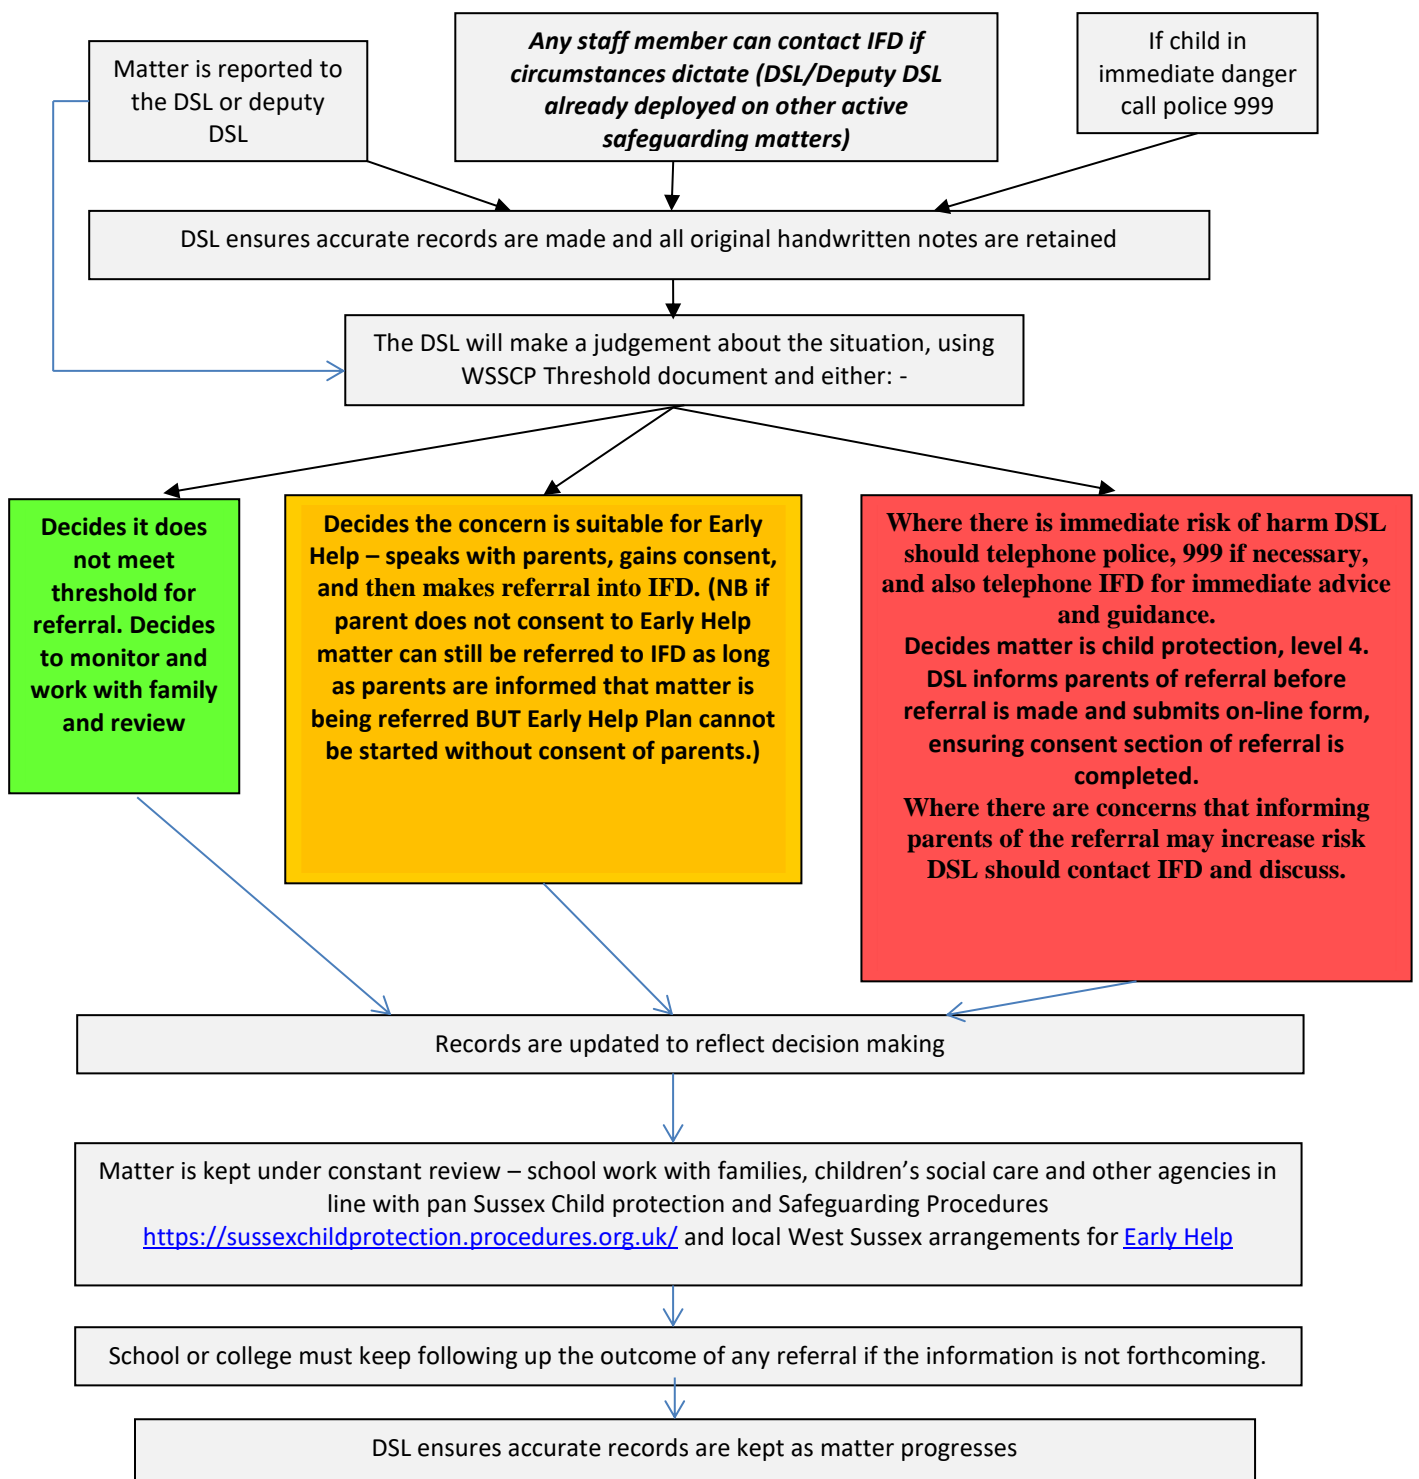 Matter is reported to
the DSL or deputy
DSL
Any staff member can contact IFD if
circumstances dictate (DSL/Deputy DSL
already deployed on other active
safeguarding matters)
If child in
immediate danger
call police 999
DSL ensures accurate records are made and all original handwritten notes are retained
The DSL will make a judgement about the situation, using
WSSCP Threshold document and either: -
Decides it does
not meet
threshold for
referral. Decides
to monitor and
work with family
and review
Decides the concern is suitable for Early
Help – speaks with parents, gains consent,
and then makes referral into IFD. (NB if
parent does not consent to Early Help
matter can still be referred to IFD as long
as parents are informed that matter is
being referred BUT Early Help Plan cannot
be started without consent of parents.)
Where there is immediate risk of harm DSL
should telephone police, 999 if necessary,
and also telephone IFD for immediate advice
and guidance.
Decides matter is child protection, level 4.
DSL informs parents of referral before
referral is made and submits on-line form,
ensuring consent section of referral is
completed.
Where there are concerns that informing
parents of the referral may increase risk
DSL should contact IFD and discuss.
Records are updated to reflect decision making
Matter is kept under constant review – school work with families, children’s social care and other agencies in
line with pan Sussex Child protection and Safeguarding Procedures
https://sussexchildprotection.procedures.org.uk/ and local West Sussex arrangements for Early Help
School or college must keep following up the outcome of any referral if the information is not forthcoming.
DSL ensures accurate records are kept as matter progresses